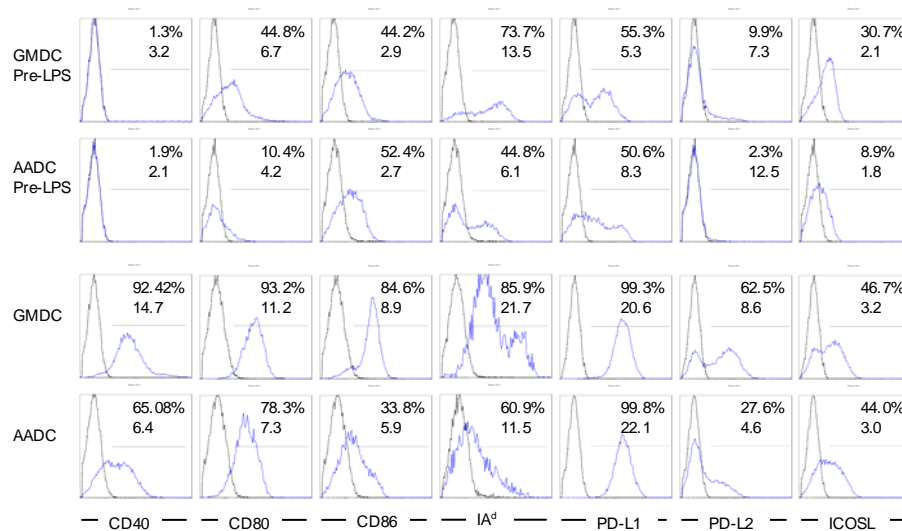 1.3% 44.8% 44.2% 73.7% 55.3% 9.9% 30.7%
GMDC 3.2 6.7 2.9 13.5 5.3 7.3 2.1
Pre-LPS
1.9% 10.4% 52.4% 44.8% 50.6% 2.3% 8.9%
AADC 2.1 4.2 2.7 6.1 8.3 12.5 1.8
Pre-LPS
92.42% 93.2% 84.6% 85.9% 99.3% 62.5% 46.7%
GMDC 14.7 11.2 8.9 21.7 20.6 8.6 3.2
65.08% 78.3% 33.8% 60.9% 99.8% 27.6% 44.0%
AADC 6.4 7.3 5.9 11.5 22.1 4.6 3.0
CD40 CD80 CD86 IAᵈ PD-L1 PD-L2 ICOSL